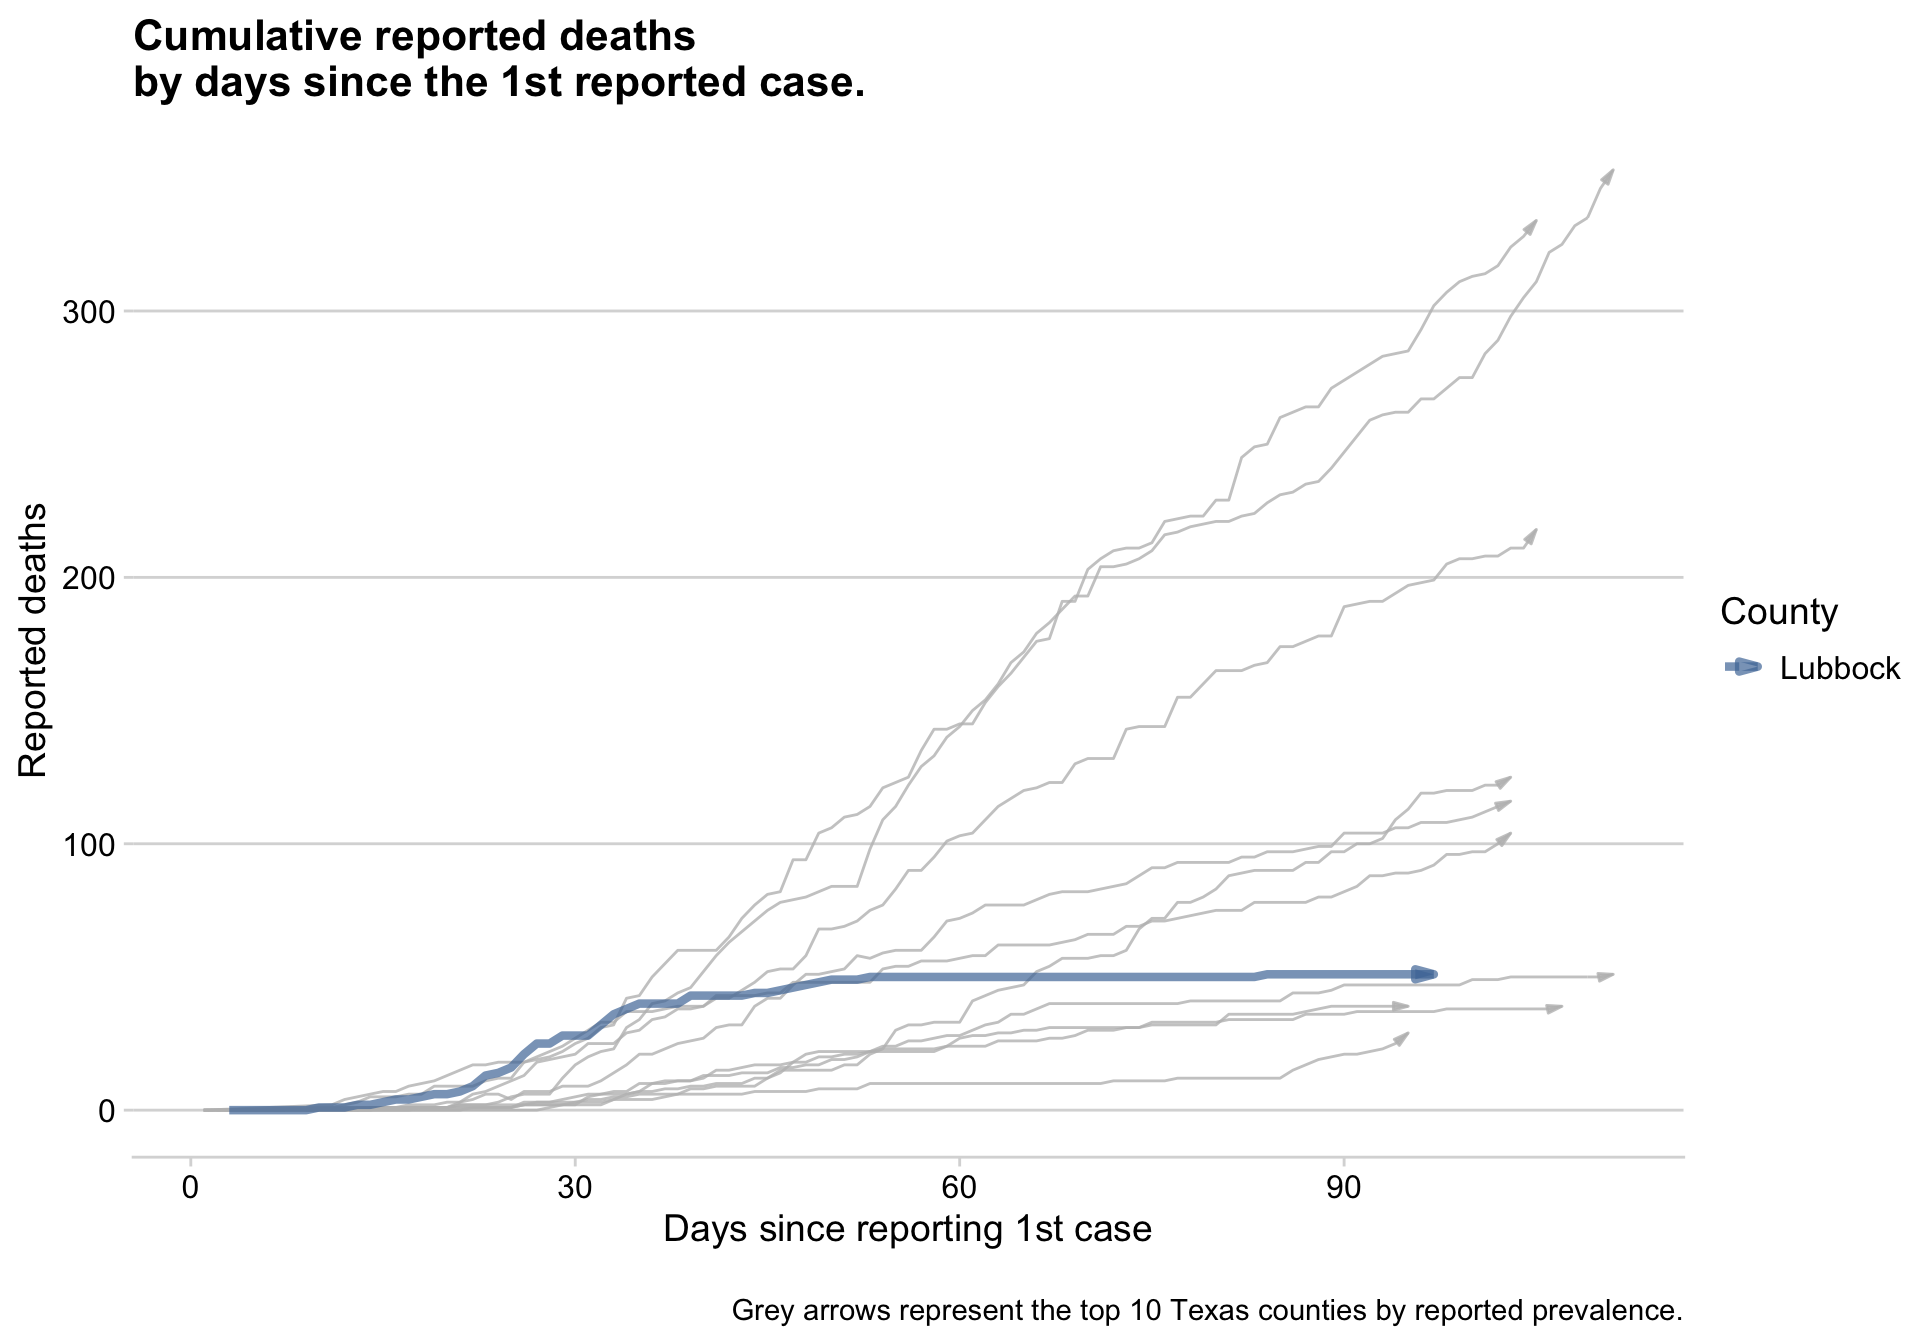 Cumulative reported deaths
by days since the 1st reported case.
300
200
100
0
Reported deaths
0 30 60 90
Days since reporting 1st case
County
Lubbock
Grey arrows represent the top 10 Texas counties by reported prevalence.